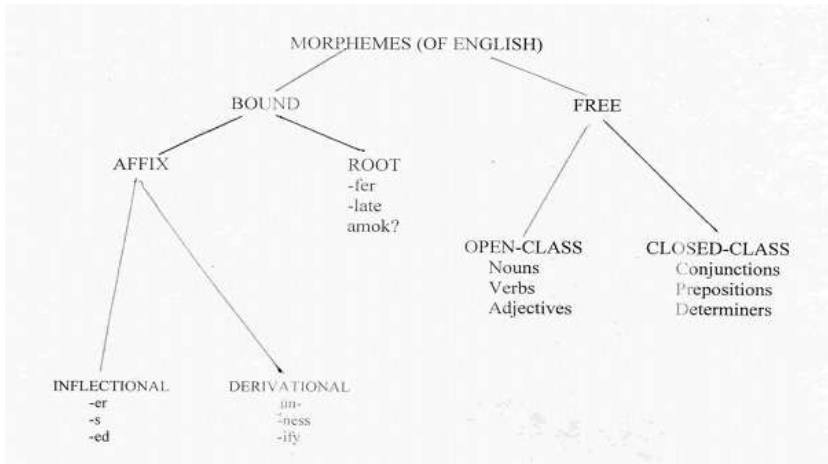 MORPHEMES (OF ENGLISH)
BOUND
FREE
AFFIX
ROOT
-fer
-late
amok?
OPEN-CLASS
Nouns
Verbs
Adjectives
CLOSED-CLASS
Conjunctions
Prepositions
Determiners
INFLECTIONAL
-er
-s
-ed
DERIVATIONAL
un-
-ness
-ify